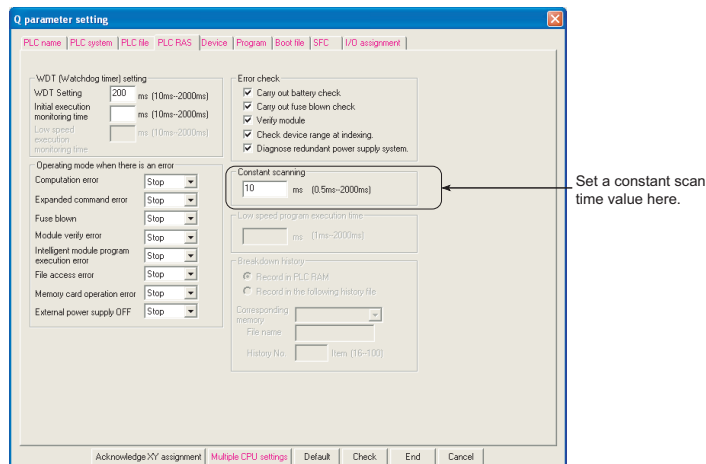 Q parameter setting
PLC name PLC system PLC file PLC RAS Device Program Boot file SFC I/O assignment
WDT (Watchdog timer) setting
WDT Setting 200 ms (10ms--2000ms)
Initial execution
monitoring time ms (10ms--2000ms)
Low speed
execution
monitoring time ms (10ms--2000ms)
Operating mode when there is an error
Computation error Stop
Expanded command error Stop
Fuse blown Stop
Module verify error Stop
Intelligent module program
execution error Stop
File access error Stop
Memory card operation error Stop
External power supply OFF Stop
Error check
Carry out battery check
Carry out fuse blown check
Verify module
Check device range at indexing.
Diagnose redundant power supply system.
Constant scanning
10 ms (0.5ms--2000ms)
Low speed program execution time
ms (1ms--2000ms)
Breakdown history
Record in PLC RAM
Record in the following history file
Corresponding
memory
File name
History No. Item (16--100)
Set a constant scan
time value here.
Acknowledge XY assignment Multiple CPU settings Default Check End Cancel